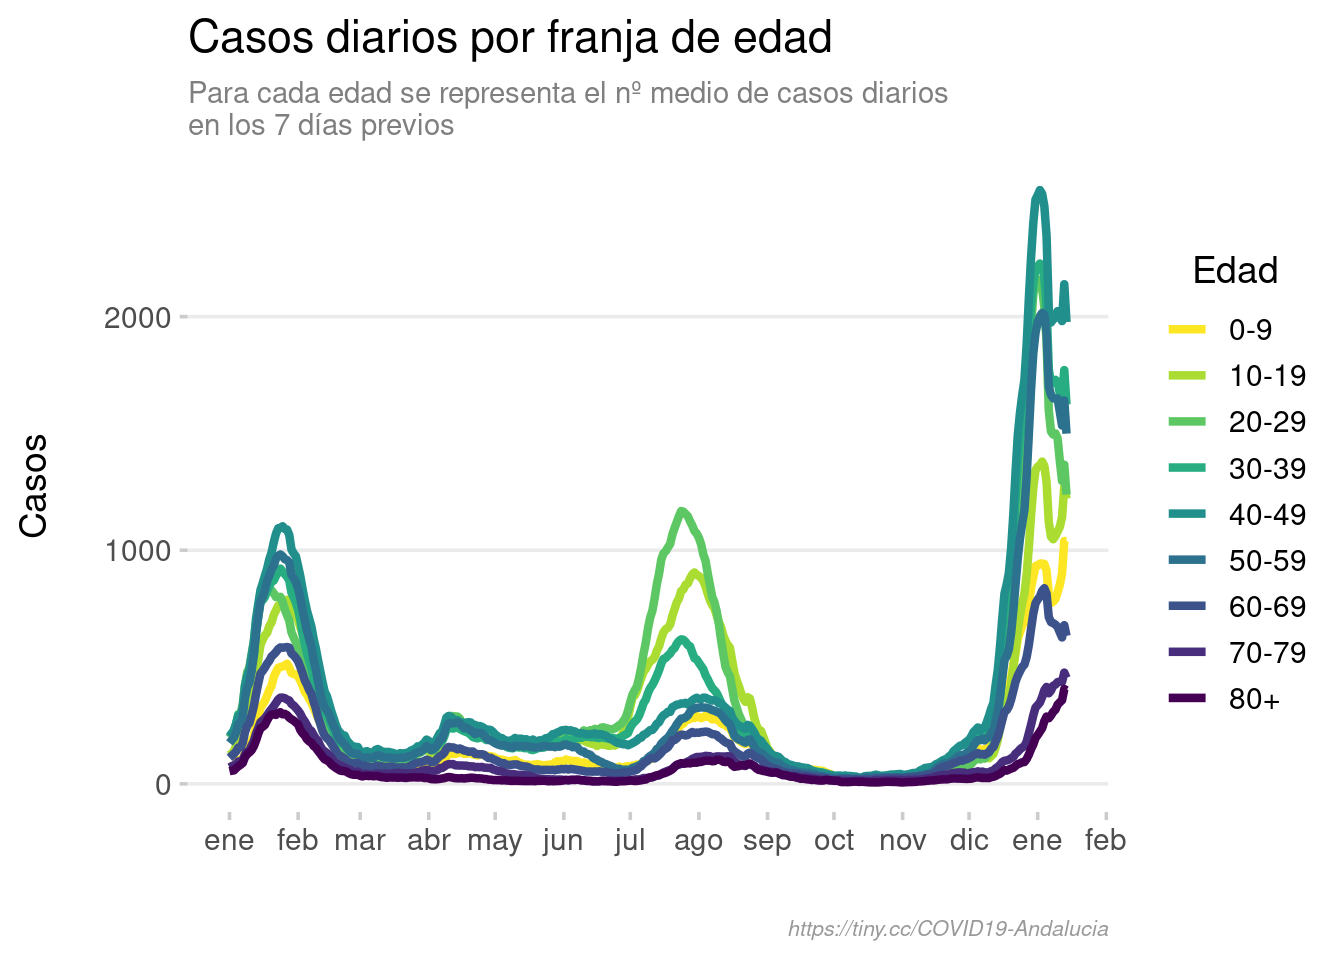 Casos diarios por franja de edad
Para cada edad se representa el nº medio de casos diarios
en los 7 días previos
Casos
2000
1000
0
ene feb mar abr may jun jul ago sep oct nov dic ene feb
Edad
0-9
10-19
20-29
30-39
40-49
50-59
60-69
70-79
80+
https://tiny.cc/COVID19-Andalucia